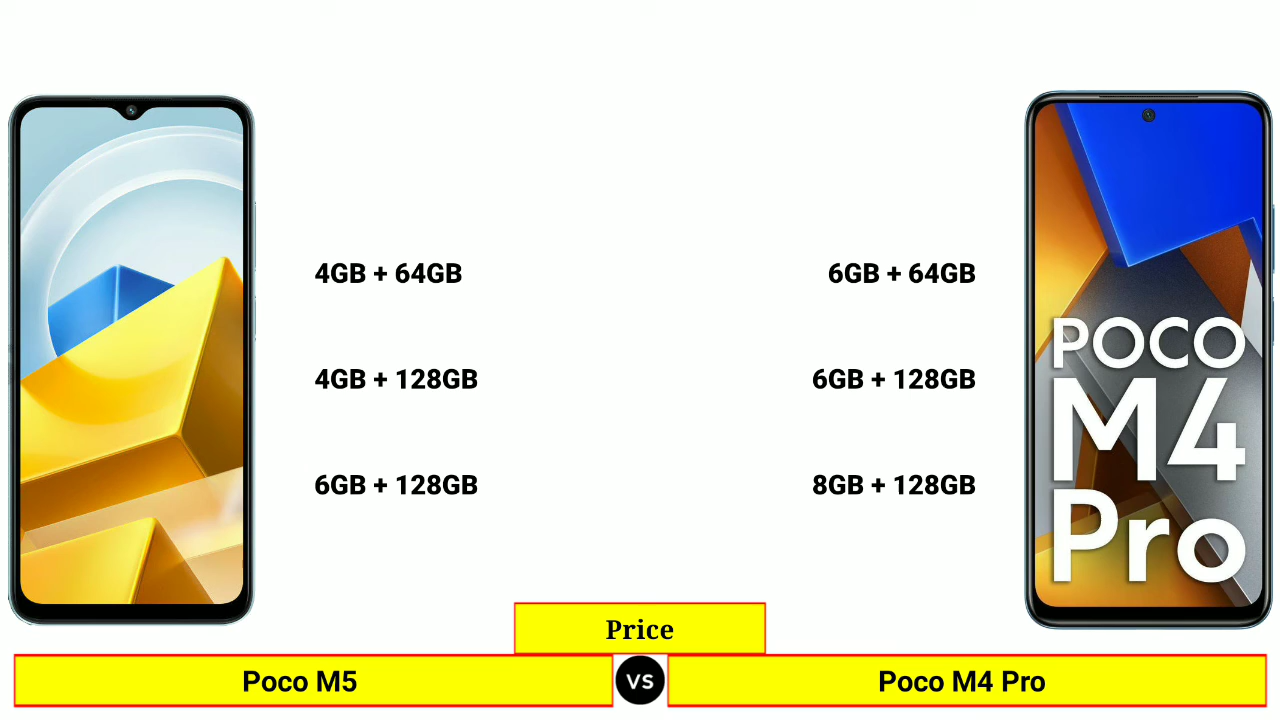 4GB + 64GB
6GB + 64GB
4GB + 128GB
6GB + 128GB
6GB + 128GB
8GB + 128GB
POCO
M4
Pro
Price
Poco M5
VS
Poco M4 Pro